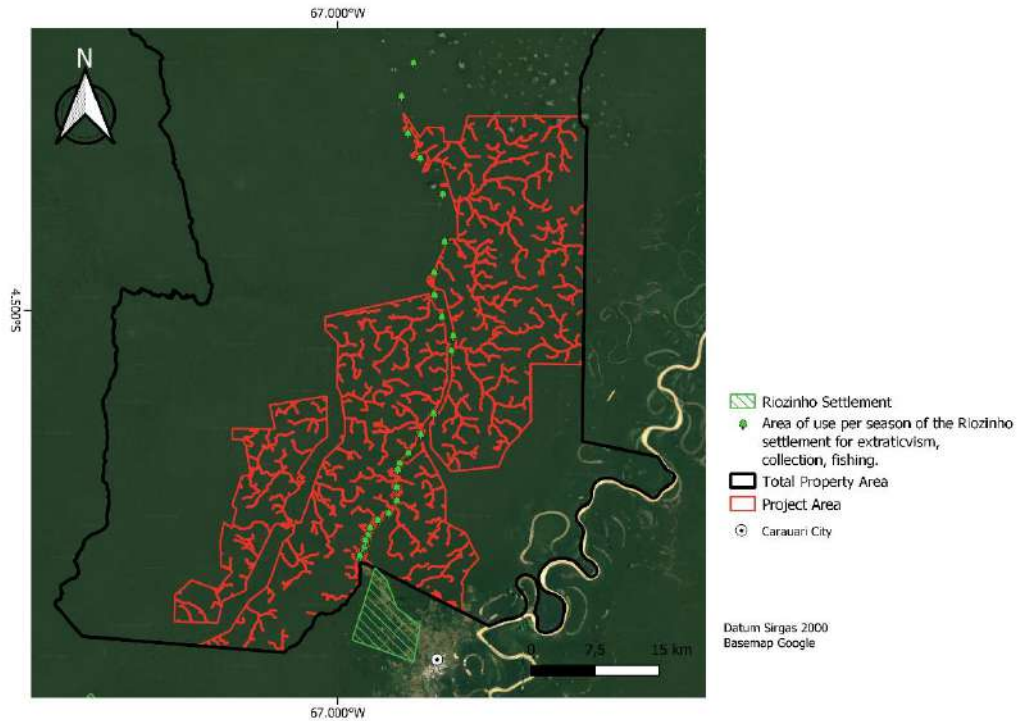 67.000°W
N
4.500°S
Riozinho Settlement
Area of use per season of the Riozinho
settlement for extraticvism,
collection, fishing.
Total Property Area
Project Area
Carauari City
Datum Sirgas 2000
Basemap Google
0 7,5 15 km
67.000°W